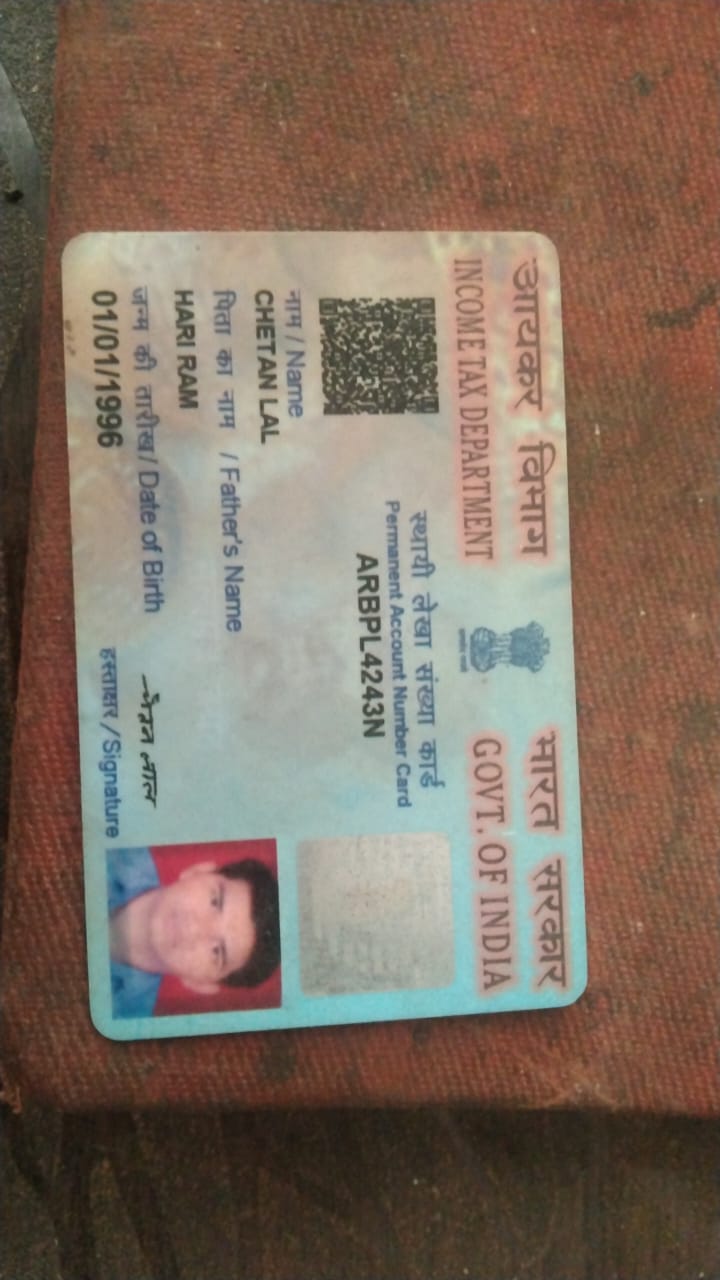 आयकर विभाग
INCOME TAX DEPARTMENT
भारत सरकार
GOVT. OF INDIA
स्थायी लेखा संख्या कार्ड
Permanent Account Number Card
ARBPL4243N
नाम / Name
CHETAN LAL
पिता का नाम / Father's Name
HARI RAM
जन्म की तारीख / Date of Birth
01/01/1996
चेतन लाल
हस्ताक्षर / Signature